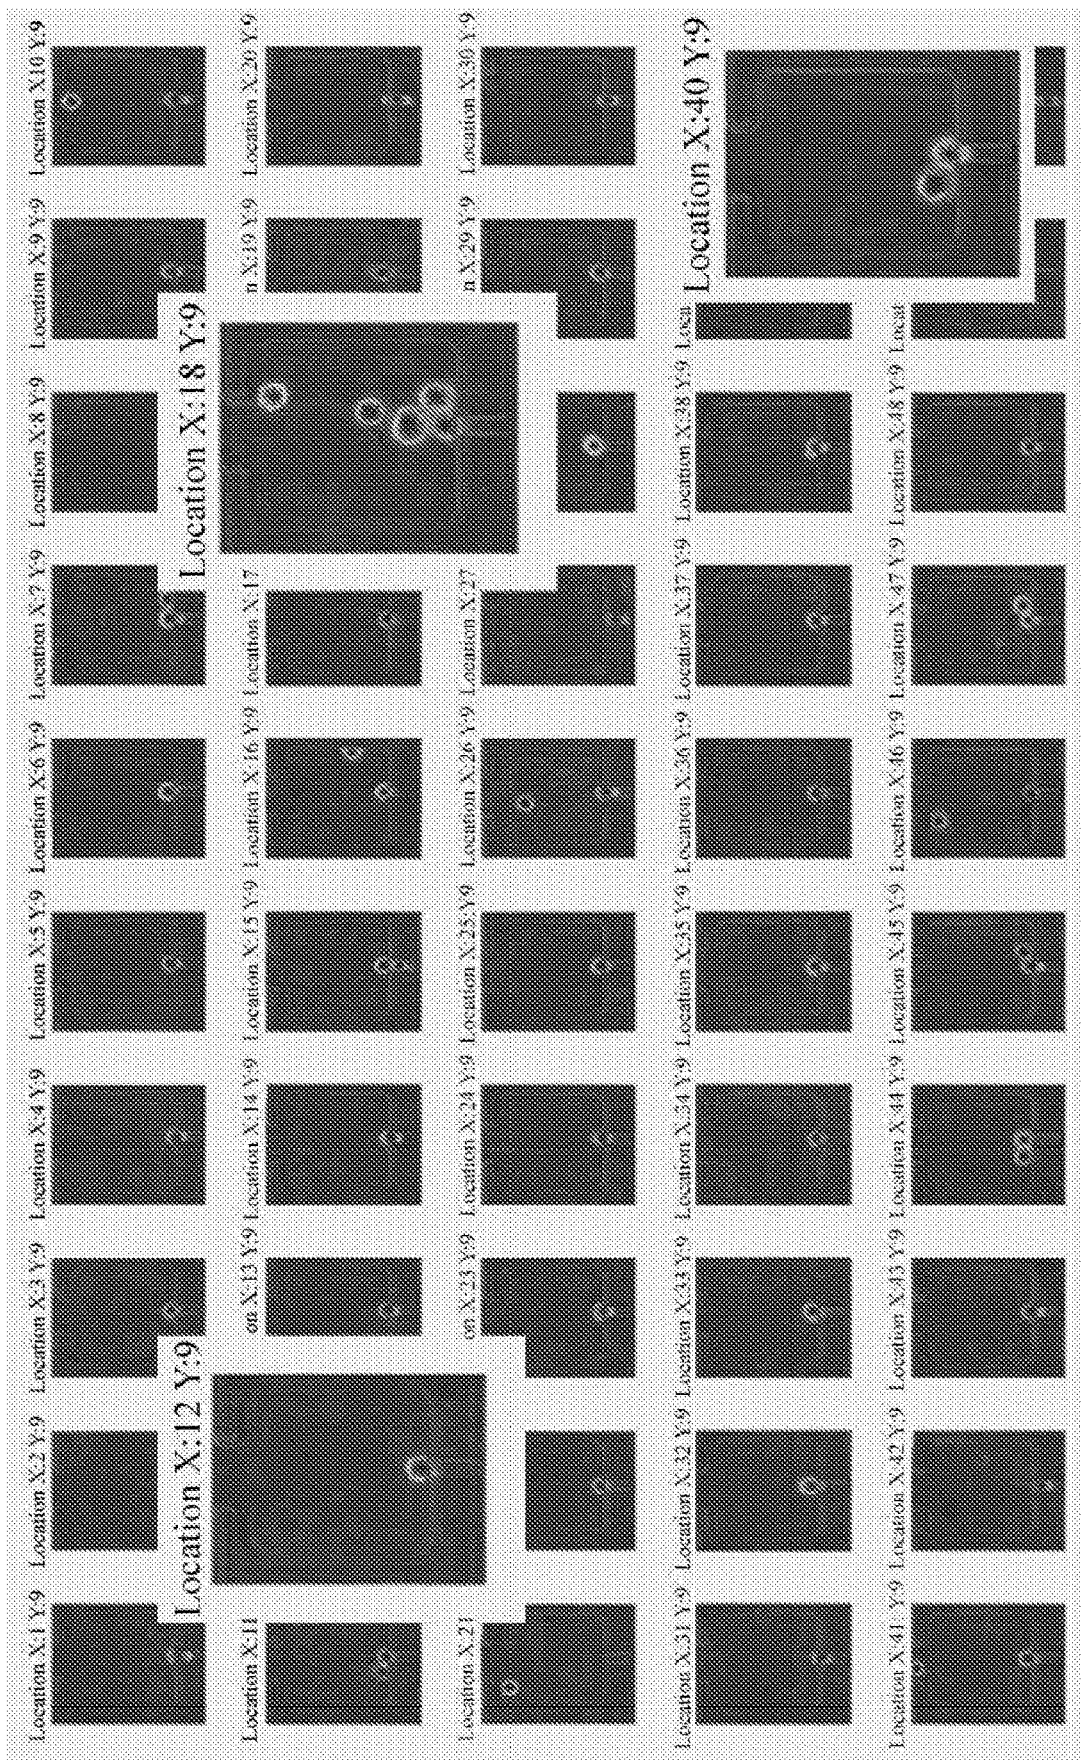 Location X:1 Y:9
Location X:2 Y:9
Location X:3 Y:9
Location X:4 Y:9
Location X:5 Y:9
Location X:6 Y:9
Location X:7 Y:9
Location X:8 Y:9
Location X:9 Y:9
Location X:10 Y:9
Location X:12 Y:9
Location X:18 Y:9
Location X:11
on X:13 Y:9
Location X:14 Y:9
Location X:15 Y:9
Location X:16 Y:9
Location X:17
n X:19 Y:9
Location X:20 Y:9
Location X:21
on X:23 Y:9
Location X:24 Y:9
Location X:25 Y:9
Location X:26 Y:9
Location X:27
n X:29 Y:9
Location X:30 Y:9
Location X:31 Y:9
Location X:32 Y:9
Location X:33 Y:9
Location X:34 Y:9
Location X:35 Y:9
Location X:36 Y:9
Location X:37 Y:9
Location X:38 Y:9
Loca
Location X:40 Y:9
Location X:41 Y:9
Location X:42 Y:9
Location X:43 Y:9
Location X:44 Y:9
Location X:45 Y:9
Location X:46 Y:9
Location X:47 Y:9
Location X:48 Y:9
Locat